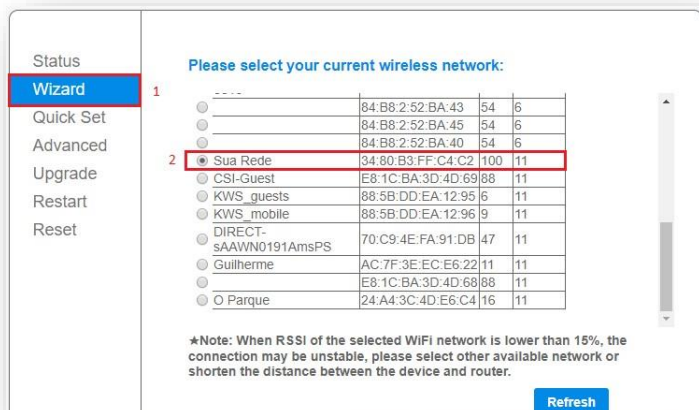 Status
Wizard
Quick Set
Advanced
Upgrade
Restart
Reset
1
2
Please select your current wireless network:
84:B8:2:52:BA:43 54 6
84:B8:2:52:BA:45 54 6
84:B8:2:52:BA:40 54 6
Sua Rede 34:80:B3:FF:C4:C2 100 11
CSI-Guest E8:1C:BA:3D:4D:69 88 11
KWS_guests 88:5B:DD:EA:12:95 6 11
KWS_mobile 88:5B:DD:EA:12:96 9 11
DIRECT-
sAAWN0191AmsPS 70:C9:4E:FA:91:DB 47 11
Guilherme AC:7F:3E:EC:E6:22 11 11
E8:1C:BA:3D:4D:68 88 11
O Parque 24:A4:3C:4D:E6:C4 16 11
★Note: When RSSI of the selected WiFi network is lower than 15%, the
connection may be unstable, please select other available network or
shorten the distance between the device and router.
Refresh